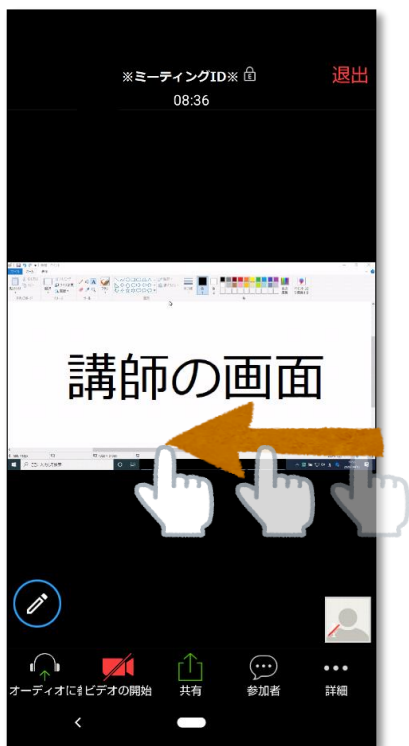 ※ミーティングID※
退出
08:36
講師の画面
オーディオに参
ビデオの開始
共有
参加者
詳細